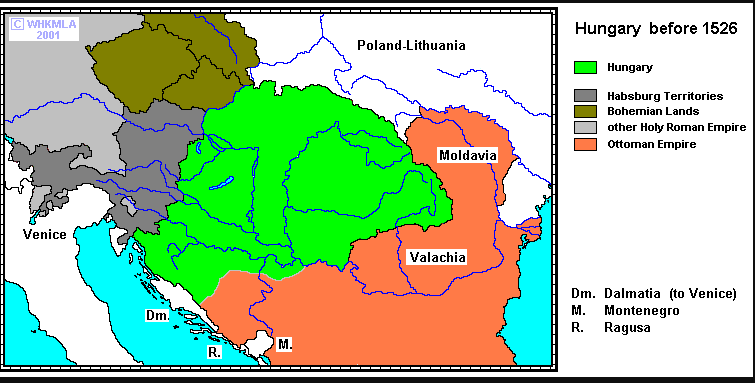 © WHKMLA
2001
Poland-Lithuania
Moldavia
Venice
Valachia
Dm.
R.
M.
Hungary before 1526
Hungary
Habsburg Territories
Bohemian Lands
other Holy Roman Empire
Ottoman Empire
Dm. Dalmatia (to Venice)
M. Montenegro
R. Ragusa